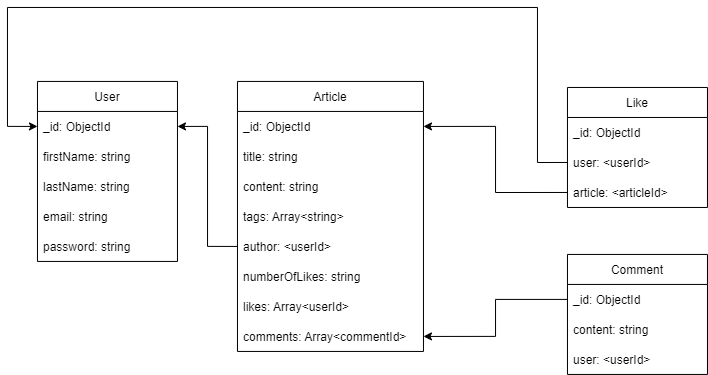 User
_id: ObjectId
firstName: string
lastName: string
email: string
password: string
Article
_id: ObjectId
title: string
content: string
tags: Array<string>
author: <userId>
numberOfLikes: string
likes: Array<userId>
comments: Array<commentId>
Like
_id: ObjectId
user: <userId>
article: <articleId>
Comment
_id: ObjectId
content: string
user: <userId>